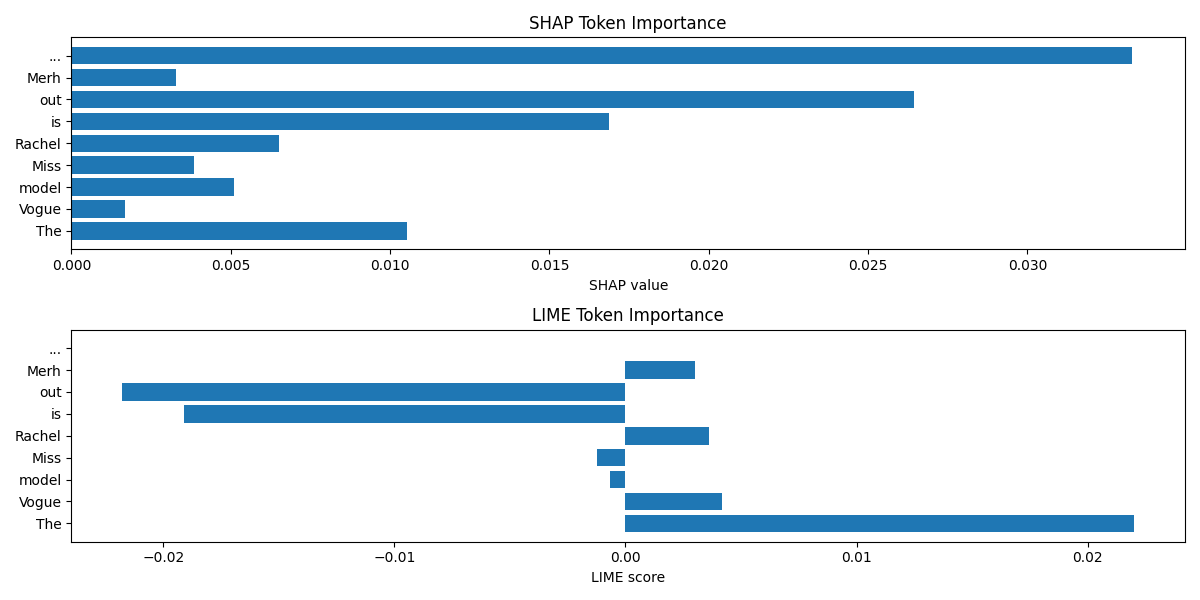 SHAP Token Importance
...
Merh
out
is
Rachel
Miss
model
Vogue
The
0.000 0.005 0.010 0.015 0.020 0.025 0.030
SHAP value
LIME Token Importance
...
Merh
out
is
Rachel
Miss
model
Vogue
The
−0.02 −0.01 0.00 0.01 0.02
LIME score